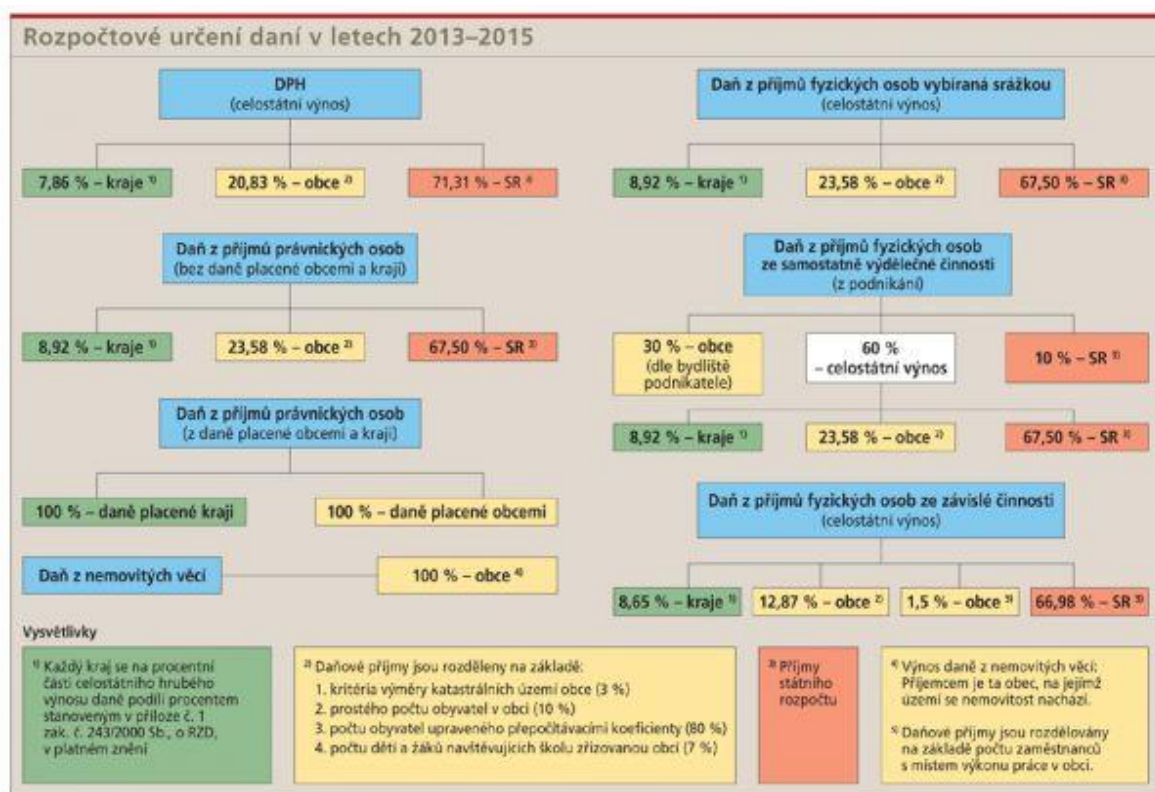 Rozpočtové určení daní v letech 2013–2015
DPH
(celostátní výnos)
7,86 % – kraje 1)
20,83 % – obce 2)
71,31 % – SR 3)
Daň z příjmů právnických osob
(bez daně placené obcemi a kraji)
8,92 % – kraje 1)
23,58 % – obce 2)
67,50 % – SR 3)
Daň z příjmů právnických osob
(z daně placené obcemi a kraji)
100 % – daně placené kraji
100 % – daně placené obcemi
Daň z nemovitých věcí
100 % – obce 4)
Daň z příjmů fyzických osob vybíraná srážkou
(celostátní výnos)
8,92 % – kraje 1)
23,58 % – obce 2)
67,50 % – SR 3)
Daň z příjmů fyzických osob
ze samostatně výdělečné činnosti
(z podnikání)
30 % – obce
(dle bydliště
podnikatele)
60 %
– celostátní výnos
10 % – SR 3)
8,92 % – kraje 1)
23,58 % – obce 2)
67,50 % – SR 3)
Daň z příjmů fyzických osob ze závislé činnosti
(celostátní výnos)
8,65 % – kraje 1)
12,87 % – obce 2)
1,5 % – obce 5)
66,98 % – SR 3)
Vysvětlivky
1) Každý kraj se na procentní
části celostátního hrubého
výnosu daně podílí procentem
stanoveným v příloze č. 1
zák. č. 243/2000 Sb., o RZD,
v platném znění
2) Daňové příjmy jsou rozděleny na základě:
1. kritéria výměry katastrálních území obce (3 %)
2. prostého počtu obyvatel v obci (10 %)
3. počtu obyvatel upraveného přepočítávacími koeficienty (80 %)
4. počtu dětí a žáků navštěvujících školu zřizovanou obcí (7 %)
3) Příjmy
státního
rozpočtu
4) Výnos daně z nemovitých věcí:
Příjemcem je ta obec, na jejímž
území se nemovitost nachází.
5) Daňové příjmy jsou rozdělovány
na základě počtu zaměstnanců
s místem výkonu práce v obci.